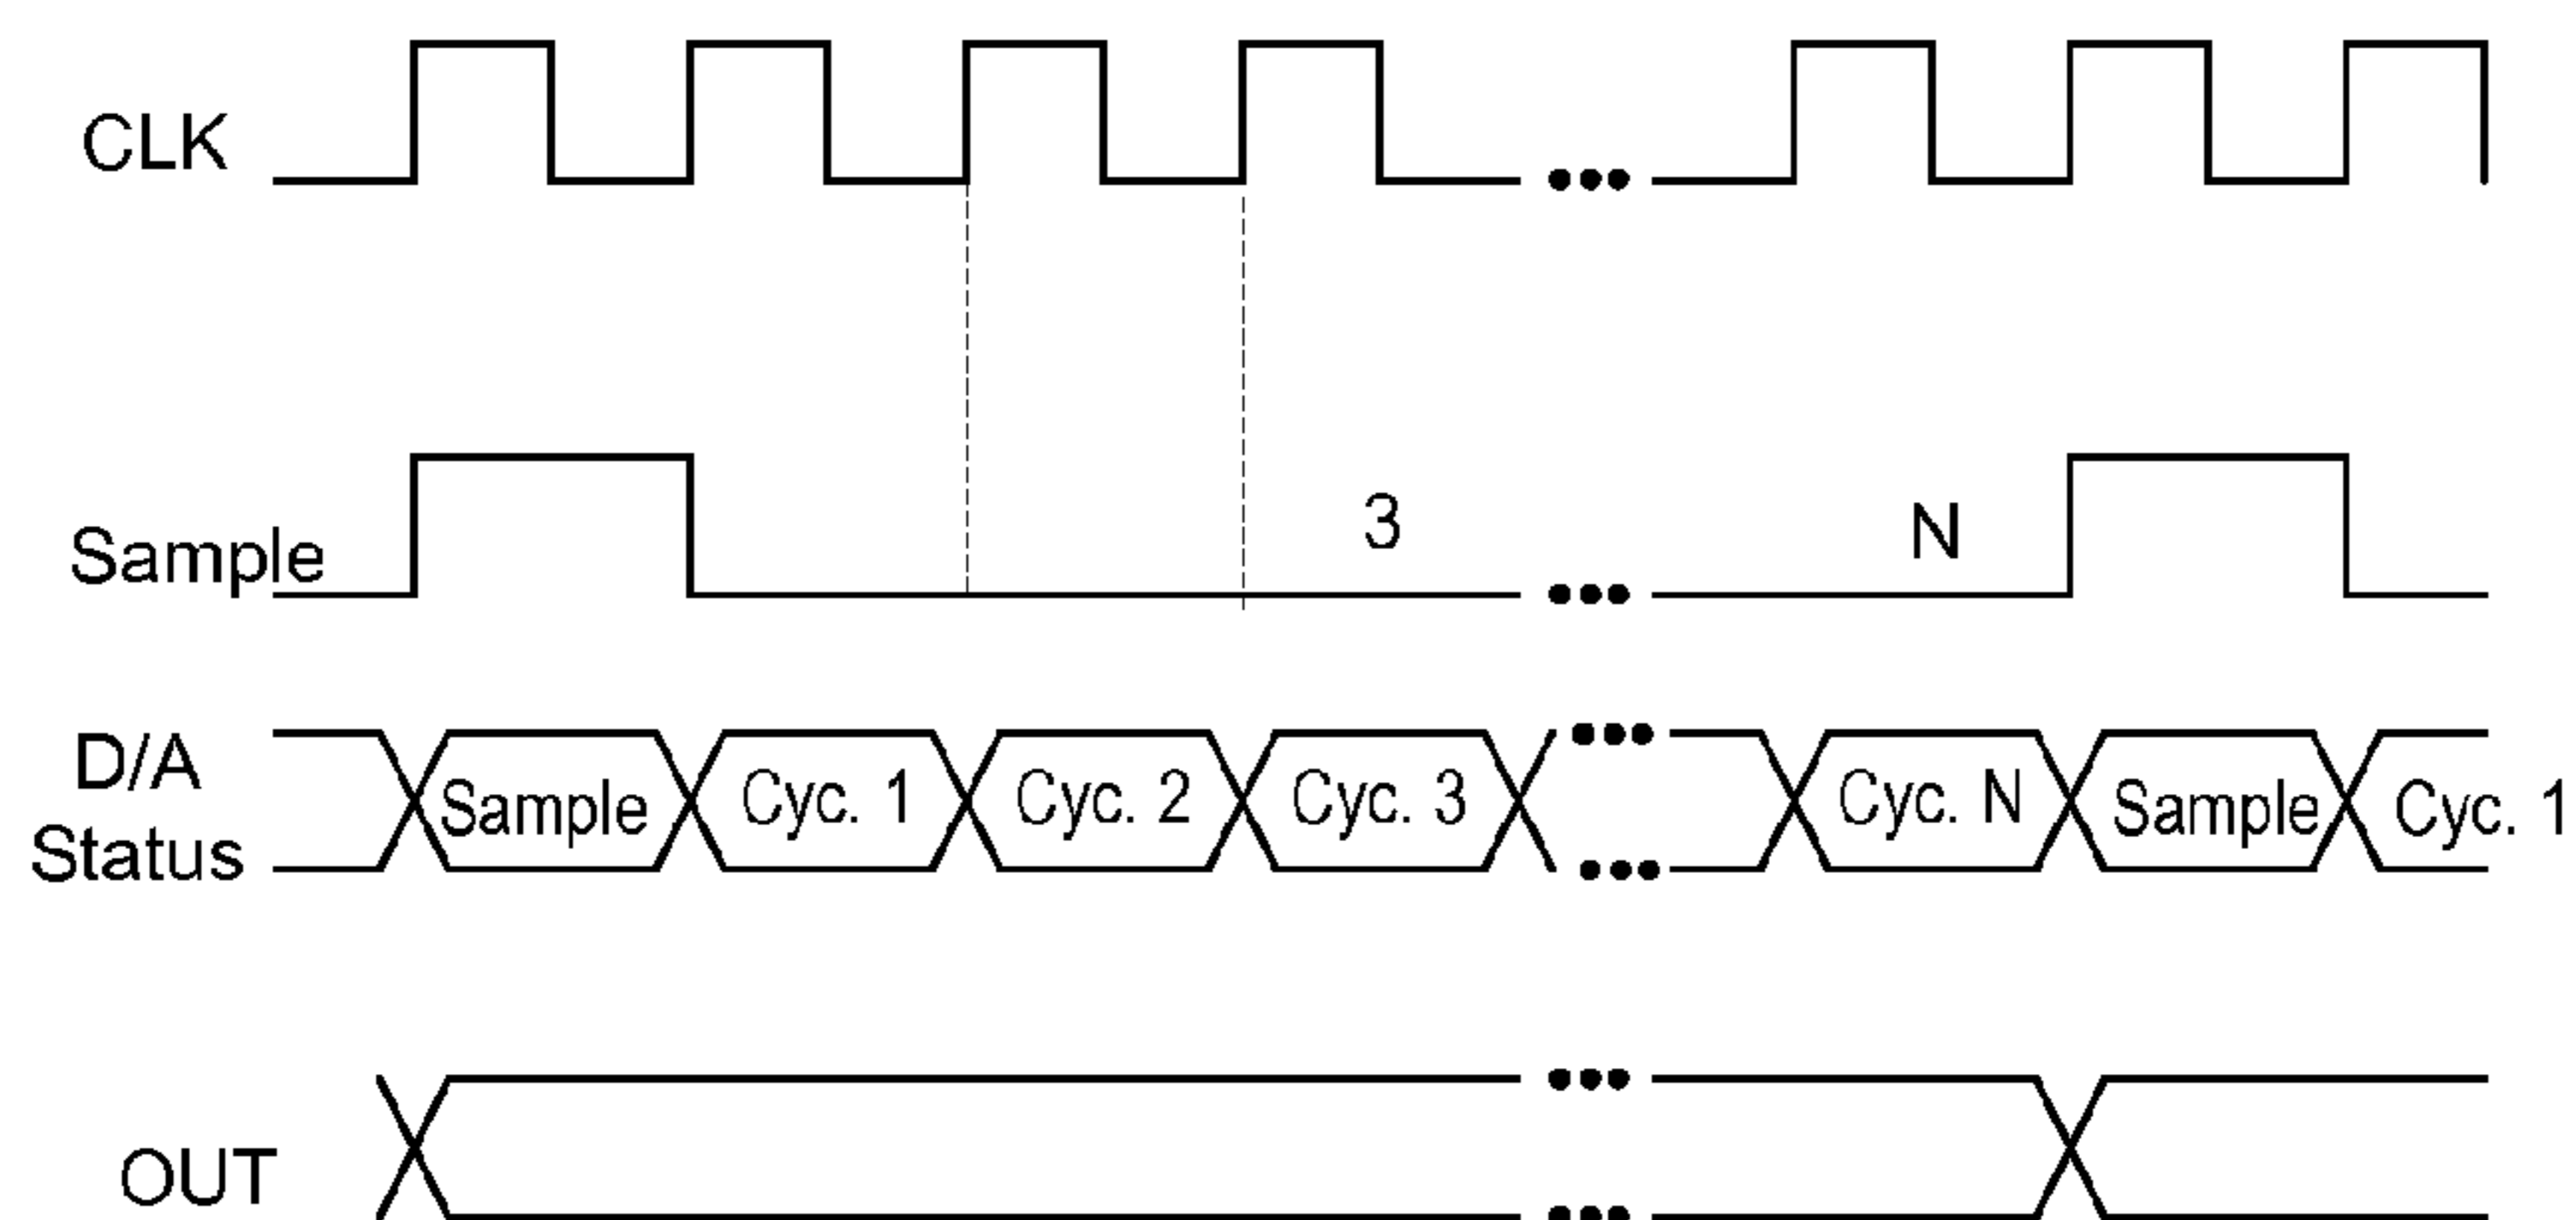 CLK
Sample
3
N
D/A
Status
Sample
Cyc. 1
Cyc. 2
Cyc. 3
Cyc. N
Sample
Cyc. 1
OUT